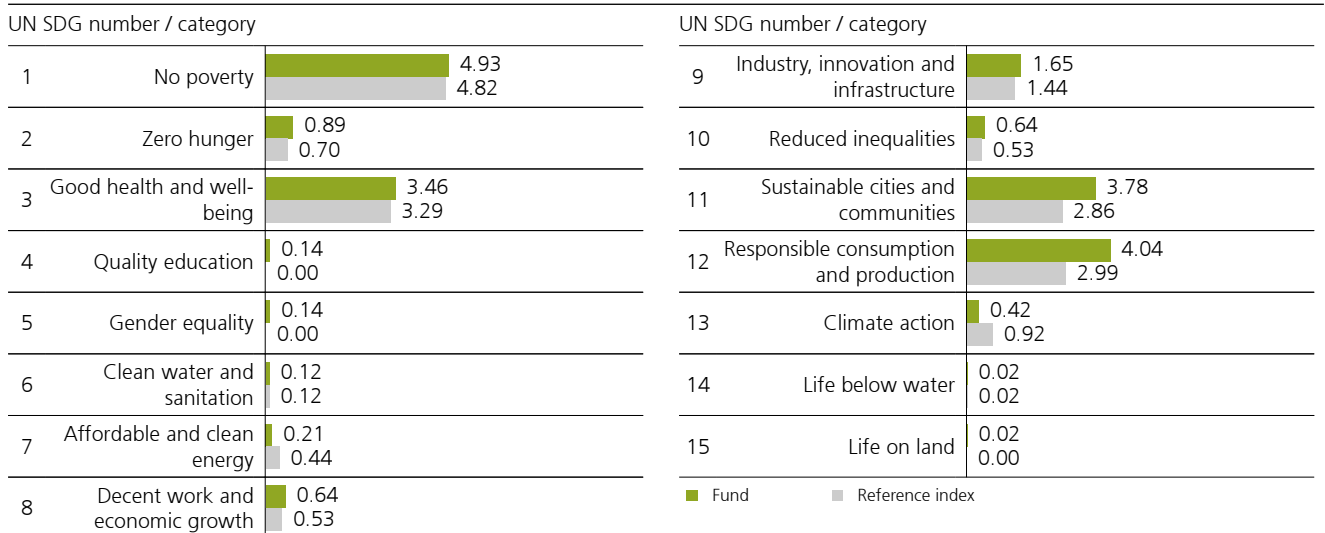 UN SDG number / category
1 No poverty 4.93
4.82
2 Zero hunger 0.89
0.70
3 Good health and well-
being 3.46
3.29
4 Quality education 0.14
0.00
5 Gender equality 0.14
0.00
6 Clean water and
sanitation 0.12
0.12
7 Affordable and clean
energy 0.21
0.44
8 Decent work and
economic growth 0.64
0.53
UN SDG number / category
9 Industry, innovation and
infrastructure 1.65
1.44
10 Reduced inequalities 0.64
0.53
11 Sustainable cities and
communities 3.78
2.86
12 Responsible consumption
and production 4.04
2.99
13 Climate action 0.42
0.92
14 Life below water 0.02
0.02
15 Life on land 0.02
0.00
Fund Reference index